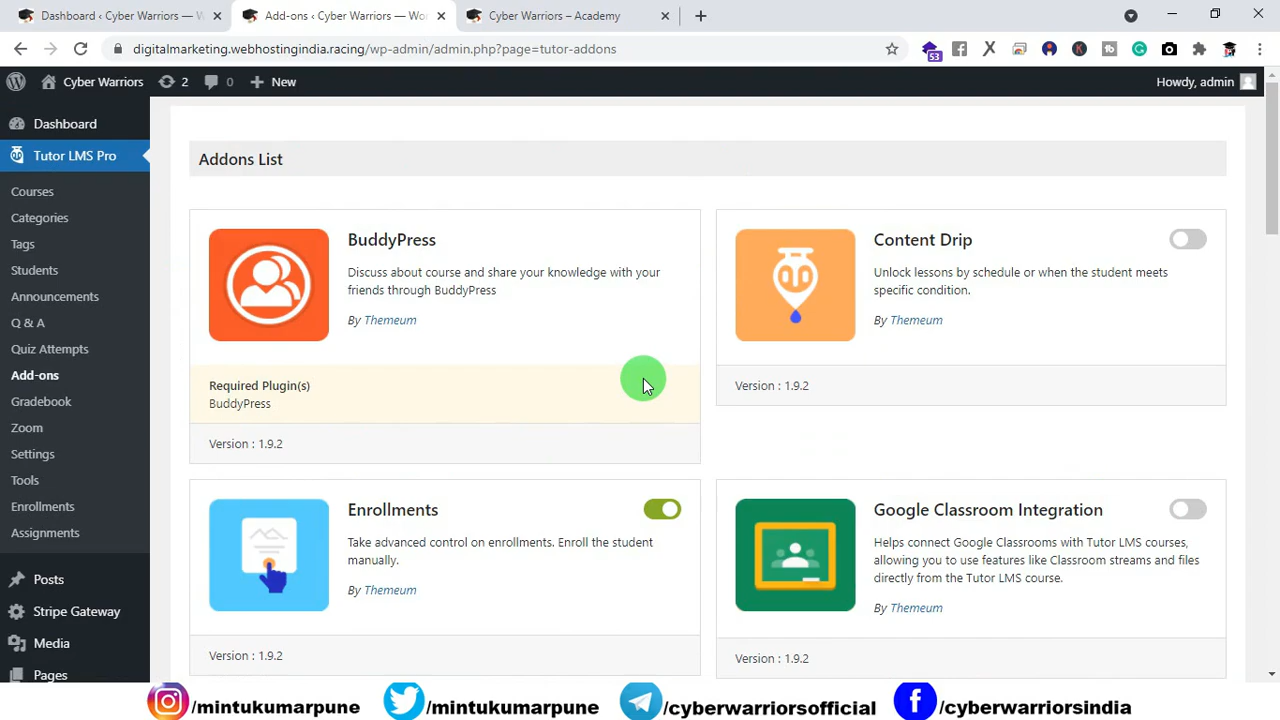 Dashboard ‹ Cyber Warriors — W
Add-ons ‹ Cyber Warriors — Wo
Cyber Warriors – Academy
digitalmarketing.webhostingindia.racing/wp-admin/admin.php?page=tutor-addons
53
Cyber Warriors
2
0
New
Howdy, admin
Dashboard
Tutor LMS Pro
Courses
Categories
Tags
Students
Announcements
Q & A
Quiz Attempts
Add-ons
Gradebook
Zoom
Settings
Tools
Enrollments
Assignments
Posts
Stripe Gateway
Media
Pages
Addons List
BuddyPress
Discuss about course and share your knowledge with your
friends through BuddyPress
By Themeum
Required Plugin(s)
BuddyPress
Version : 1.9.2
Content Drip
Unlock lessons by schedule or when the student meets
specific condition.
By Themeum
Version : 1.9.2
Enrollments
Take advanced control on enrollments. Enroll the student
manually.
By Themeum
Version : 1.9.2
Google Classroom Integration
Helps connect Google Classrooms with Tutor LMS courses,
allowing you to use features like Classroom streams and files
directly from the Tutor LMS course.
By Themeum
Version : 1.9.2
/mintukumarpune
/mintukumarpune
/cyberwarriorsofficial
/cyberwarriorsindia